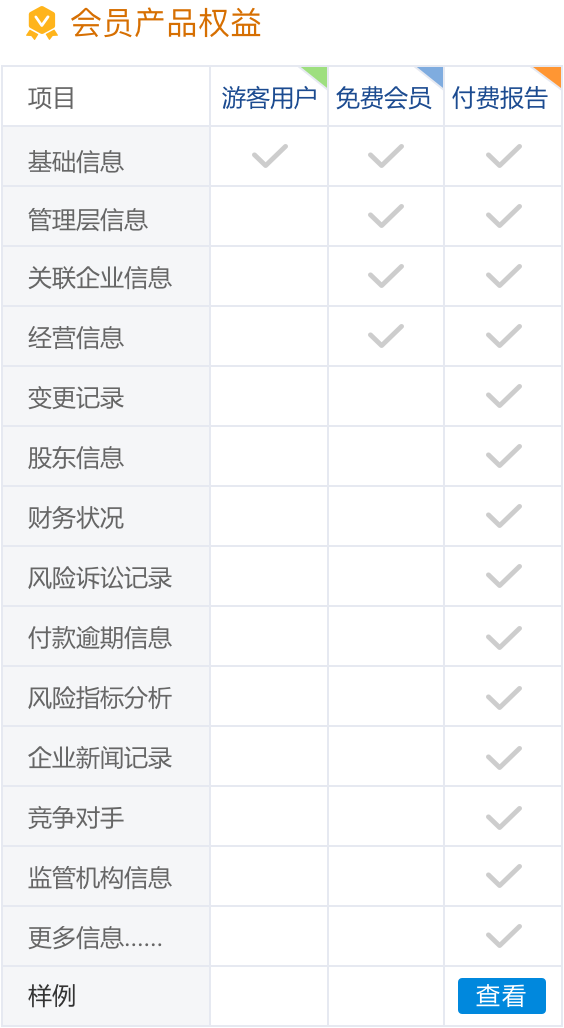 会员产品权益
项目 游客用户 免费会员 付费报告
基础信息
管理层信息
关联企业信息
经营信息
变更记录
股东信息
财务状况
风险诉讼记录
付款逾期信息
风险指标分析
企业新闻记录
竞争对手
监管机构信息
更多信息......
样例 查看